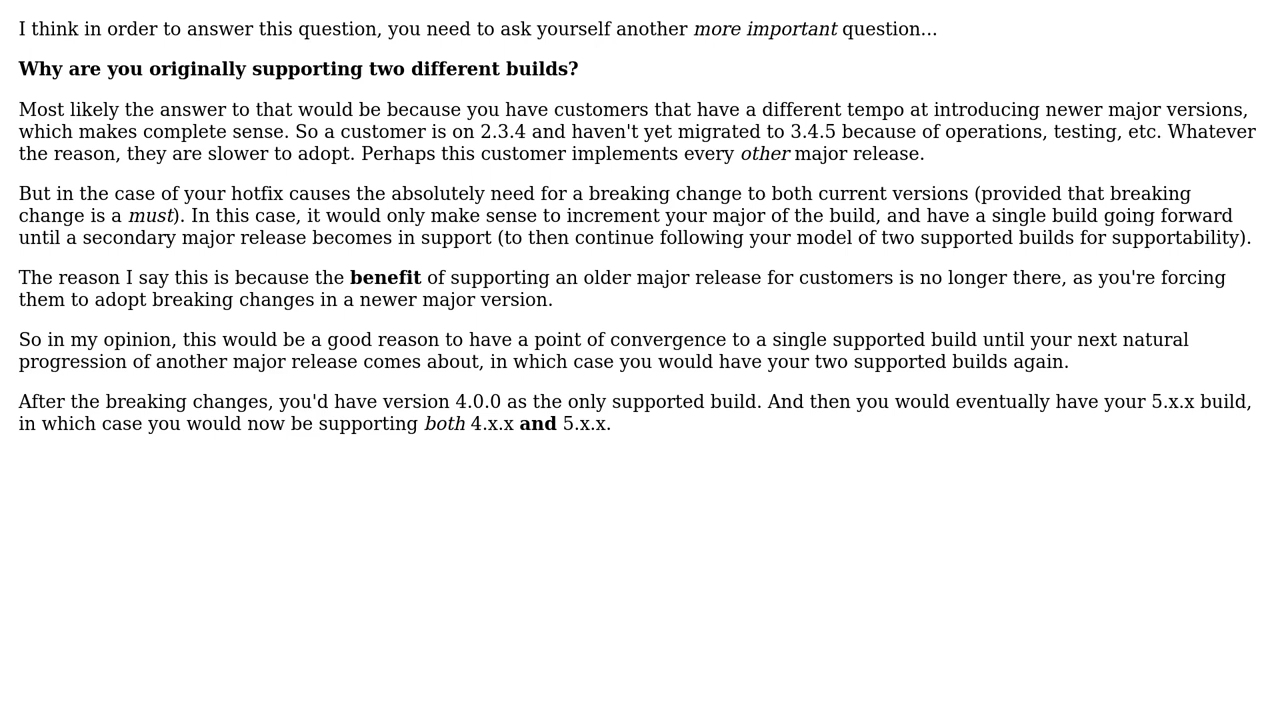 I think in order to answer this question, you need to ask yourself another more important question...
Why are you originally supporting two different builds?
Most likely the answer to that would be because you have customers that have a different tempo at introducing newer major versions,
which makes complete sense. So a customer is on 2.3.4 and haven't yet migrated to 3.4.5 because of operations, testing, etc. Whatever
the reason, they are slower to adopt. Perhaps this customer implements every other major release.
But in the case of your hotfix causes the absolutely need for a breaking change to both current versions (provided that breaking
change is a must). In this case, it would only make sense to increment your major of the build, and have a single build going forward
until a secondary major release becomes in support (to then continue following your model of two supported builds for supportability).
The reason I say this is because the benefit of supporting an older major release for customers is no longer there, as you're forcing
them to adopt breaking changes in a newer major version.
So in my opinion, this would be a good reason to have a point of convergence to a single supported build until your next natural
progression of another major release comes about, in which case you would have your two supported builds again.
After the breaking changes, you'd have version 4.0.0 as the only supported build. And then you would eventually have your 5.x.x build,
in which case you would now be supporting both 4.x.x and 5.x.x.